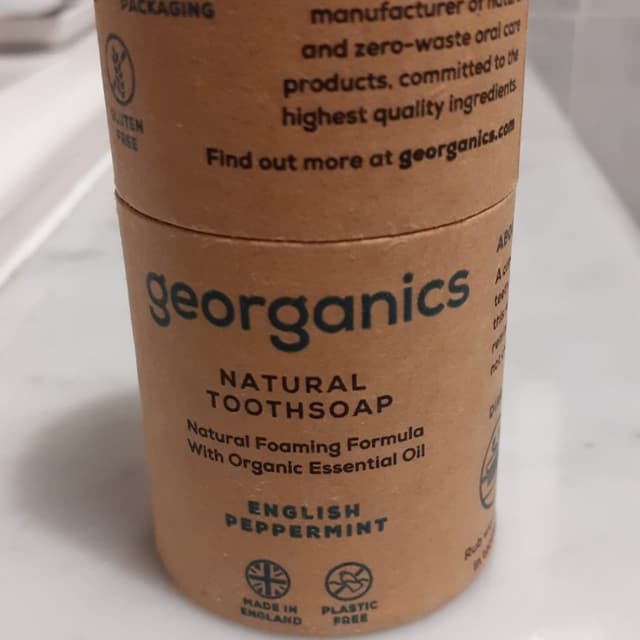 PACKAGING
GLUTEN
FREE
manufacturer of
and zero-waste oral care
products, committed to the
highest quality ingredients.
Find out more at georganics.com
georganics
NATURAL
TOOTHSOAP
Natural Foaming Formula
With Organic Essential Oil
ENGLISH
PEPPERMINT
MADE IN
ENGLAND
PLASTIC
FREE
A
Rub